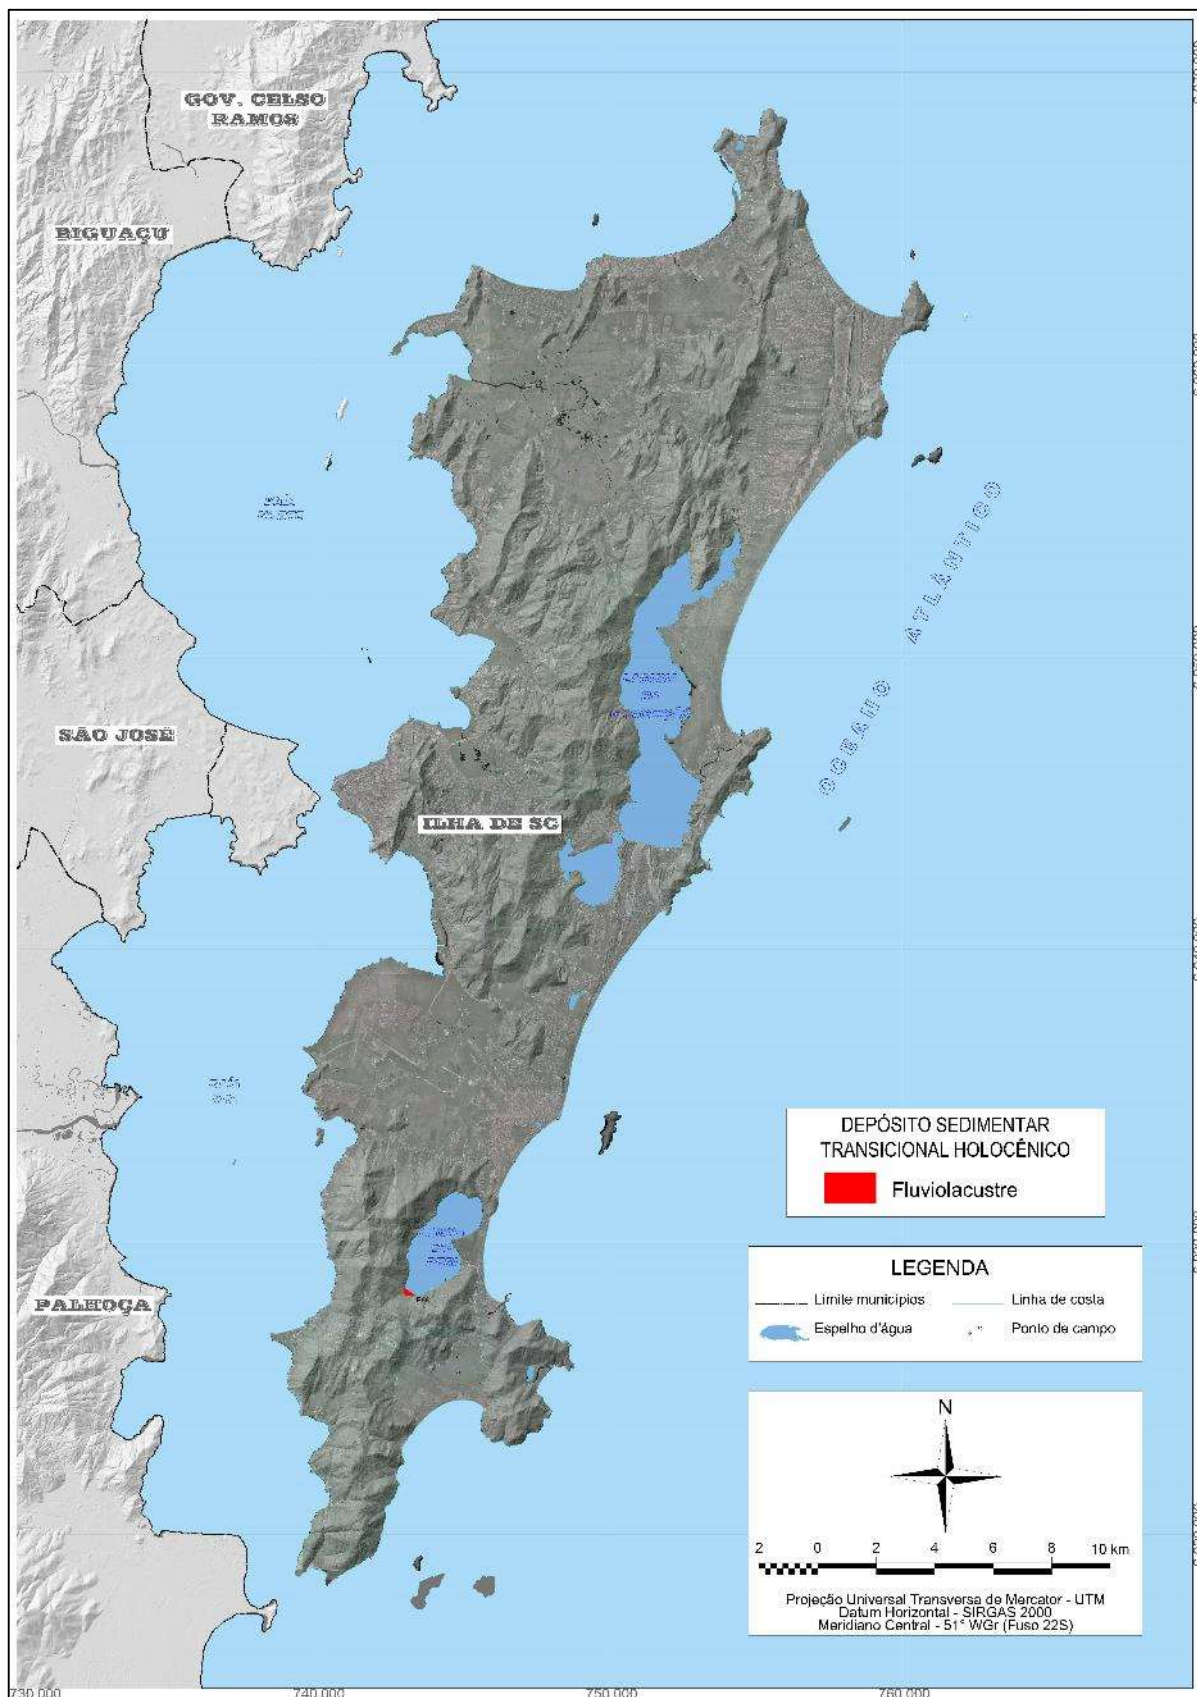 GOV. CELSO
RAMOS
BIGUAÇU
OCEANO ATLÂNTICO
SÃO JOSÉ
ILHA DE SC
PALHOÇA
DEPÓSITO SEDIMENTAR
TRANSICIONAL HOLOCÊNICO
Fluviolacustre
LEGENDA
Limite municípios
Linha de costa
Espelho d'água
Ponto de campo
N
2 0 2 4 6 8 10 km
Projeção Universal Transversa de Mercator - UTM
Datum Horizontal - SIRGAS 2000
Meridiano Central - 51° WGr (Fuso 22S)
730.000 740.000 750.000 760.000